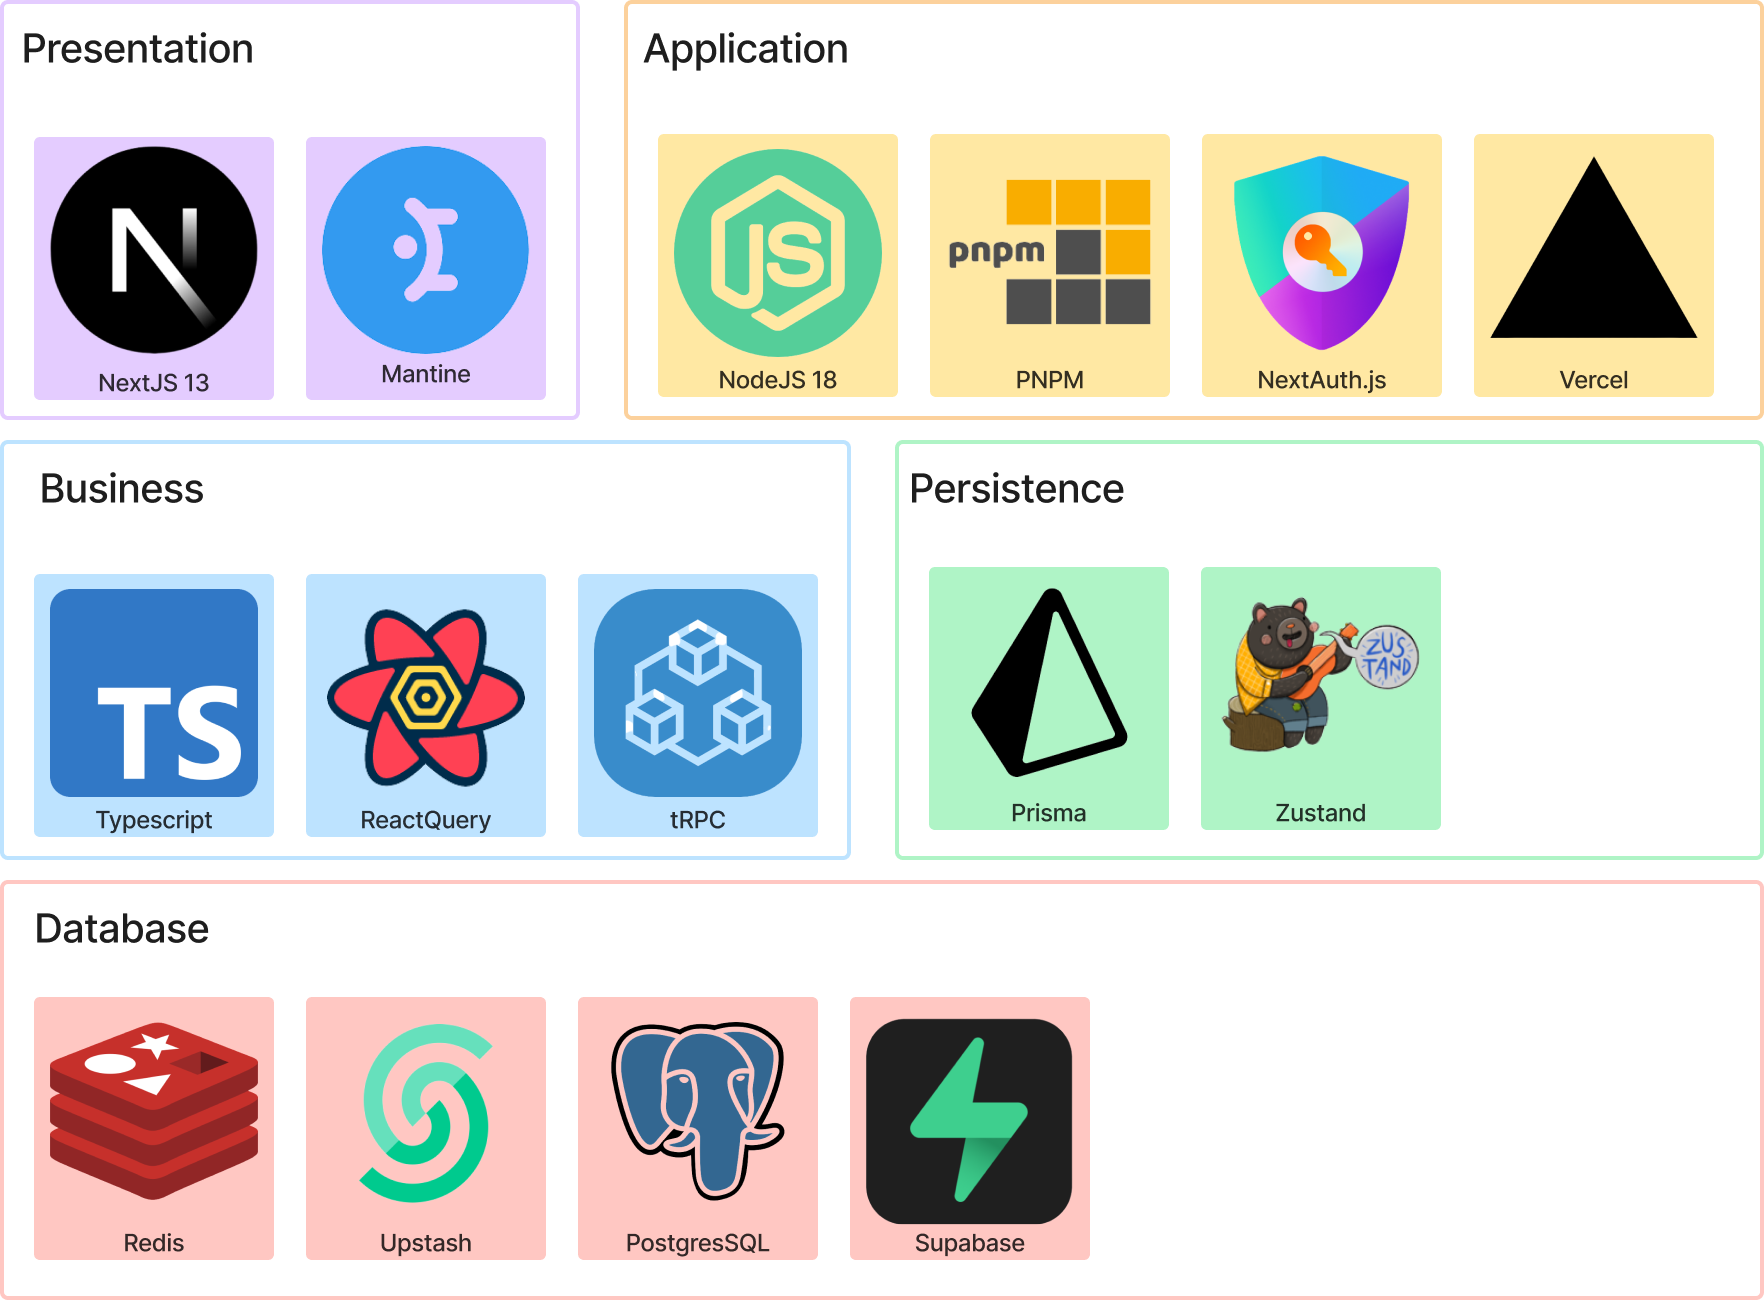 Presentation
Application
N
JS
pnpm
NextJS 13
Mantine
NodeJS 18
PNPM
NextAuth.js
Vercel
Business
Persistence
TS
ZUS
TAND
Typescript
ReactQuery
tRPC
Prisma
Zustand
Database
Redis
Upstash
PostgresSQL
Supabase